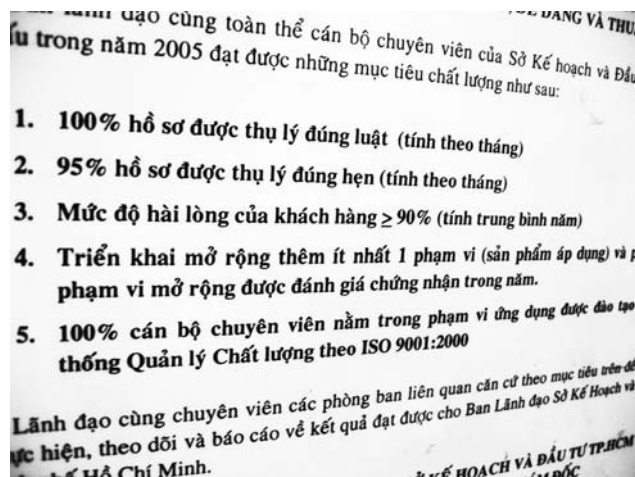 lãnh đạo cùng toàn thể cán bộ chuyên viên của Sở Kế hoạch và Đầu
DÀNG VÀ THU
trong năm 2005 đạt được những mục tiêu chất lượng như sau:
1. 100% hồ sơ được thụ lý đúng luật (tính theo tháng)
2. 95% hồ sơ được thụ lý đúng hẹn (tính theo tháng)
3. Mức độ hài lòng của khách hàng ≥ 90% (tính trung bình năm)
4. Triển khai mở rộng thêm ít nhất 1 phạm vi (sản phẩm áp dụng) và
phạm vi mở rộng được đánh giá chứng nhận trong năm.
5. 100% cán bộ chuyên viên nằm trong phạm vi ứng dụng được đào tạo
thống Quản lý Chất lượng theo ISO 9001:2000
Lãnh đạo cùng chuyên viên các phòng ban liên quan căn cứ theo mục tiêu trên để
hiện, theo dõi và báo cáo về kết quả đạt được cho Ban Lãnh đạo Sở Kế Hoạch và
Hồ Chí Minh.
KẾ HOẠCH VÀ ĐẦU TƯ TP.HCM
ĐỐC